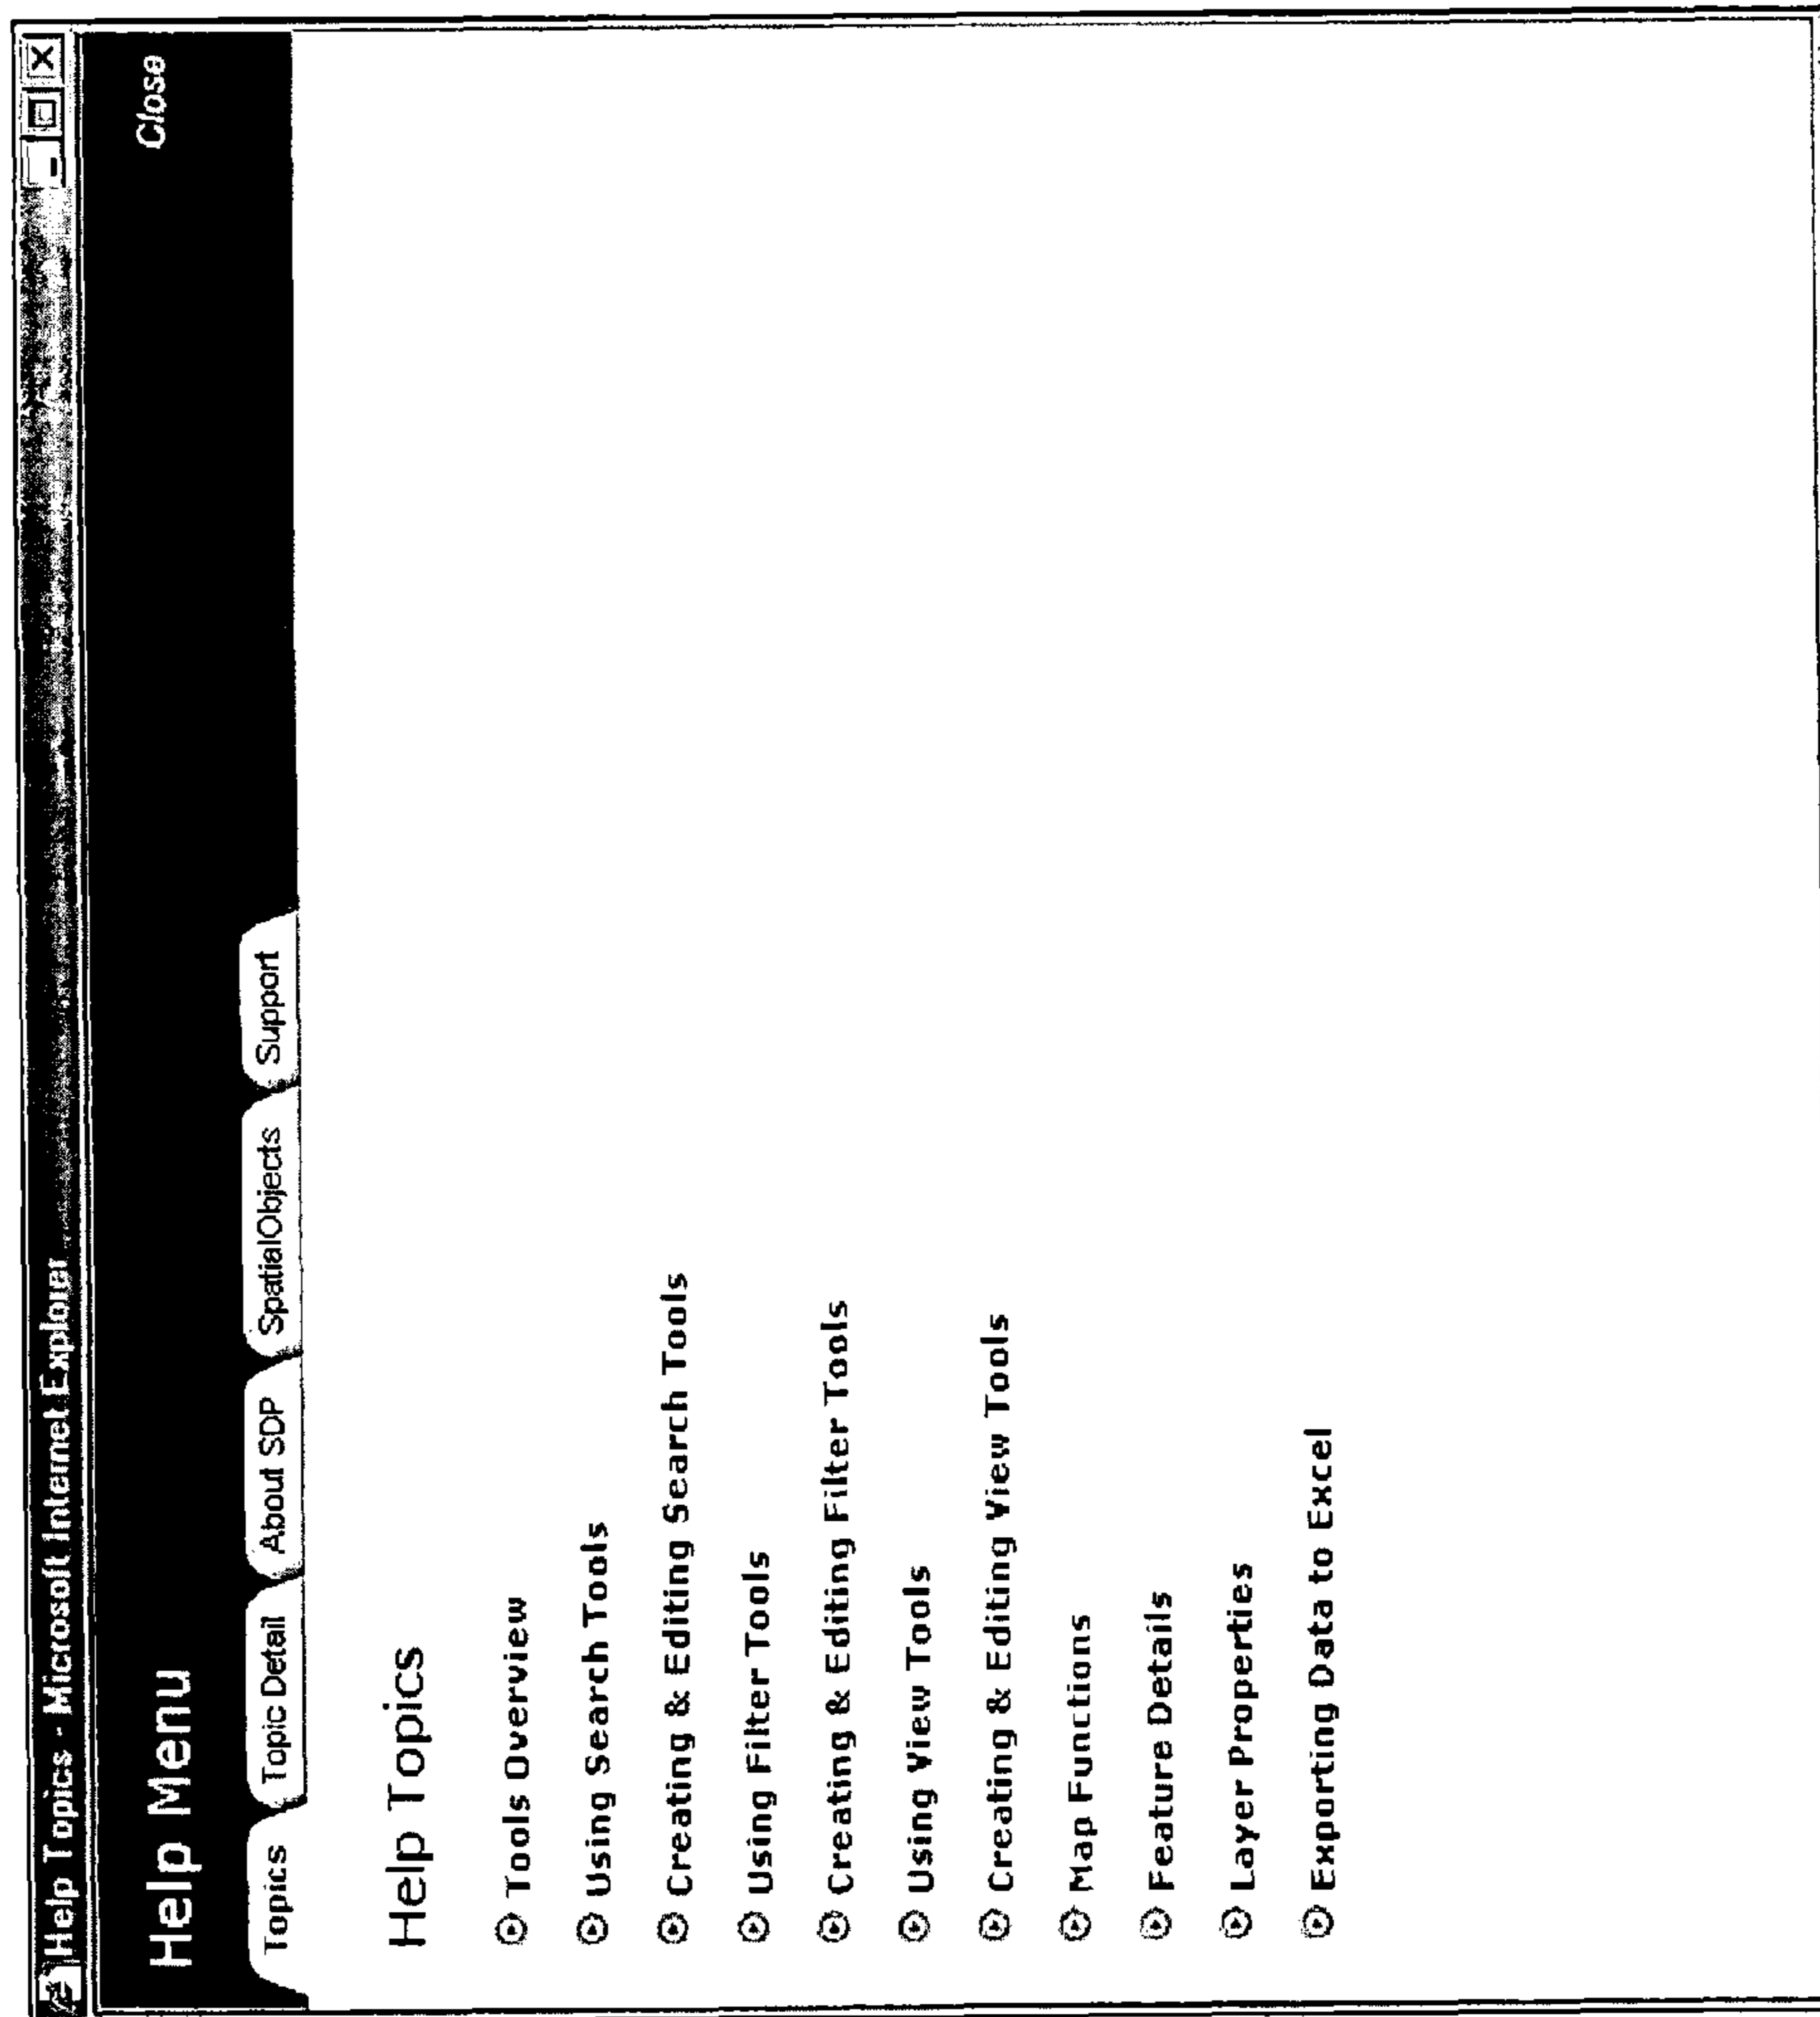 Help Topics - Microsoft Internet Explorer
Help Menu
Close
Topics
Topic Detail
About SDP
SpatialObjects
Support
Help Topics
Tools Overview
Using Search Tools
Creating & Editing Search Tools
Using Filter Tools
Creating & Editing Filter Tools
Using View Tools
Creating & Editing View Tools
Map Functions
Feature Details
Layer Properties
Exporting Data to Excel